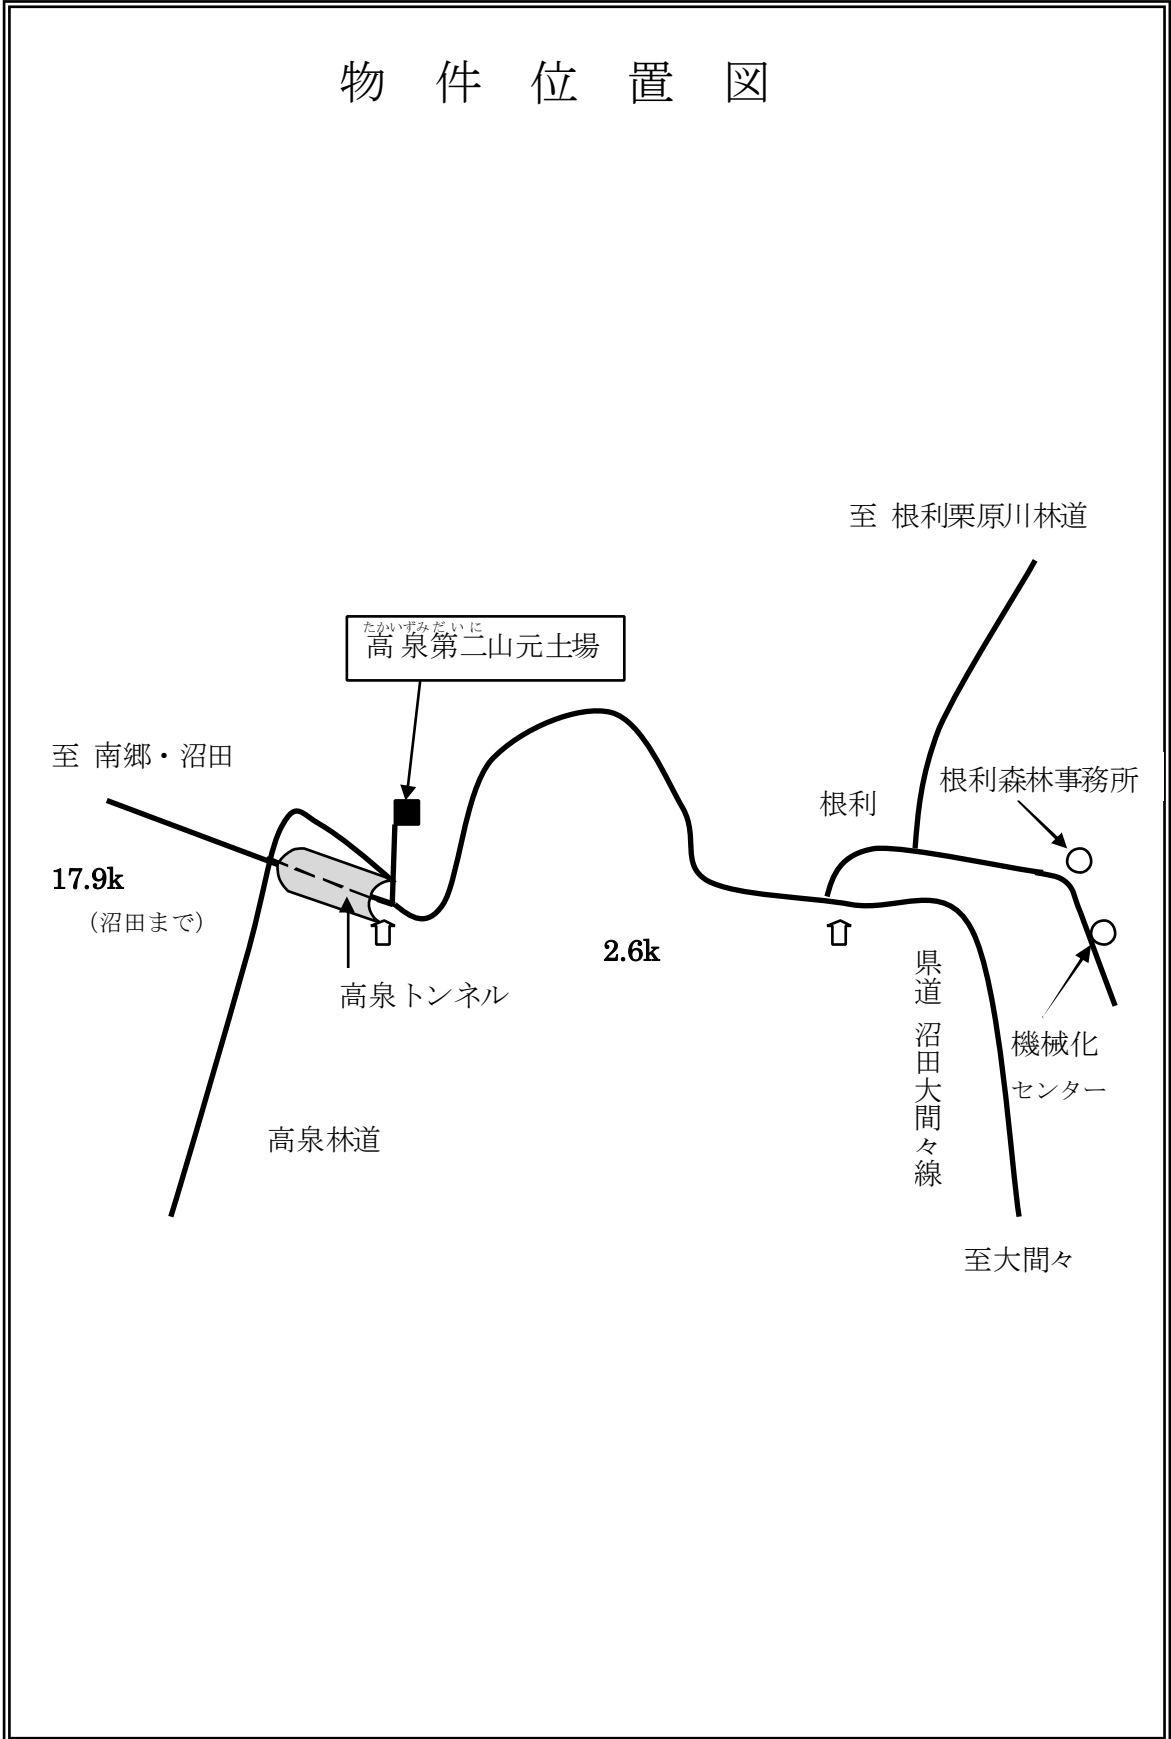 物件位置図
至 根利栗原川林道
たかいずみだいに
高泉第二山元土場
至 南郷・沼田
根利森林事務所
根利
17.9k
（沼田まで）
2.6k
高泉トンネル
県道 沼田大間々線
機械化
センター
高泉林道
至大間々